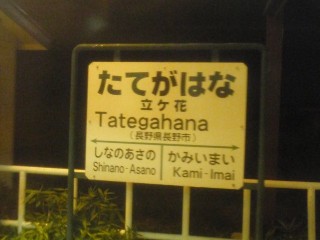 たてがはな
立ケ花
Tategahana
(長野県長野市)
しなのあさの かみいまい
Shinano-Asano Kami-Imai